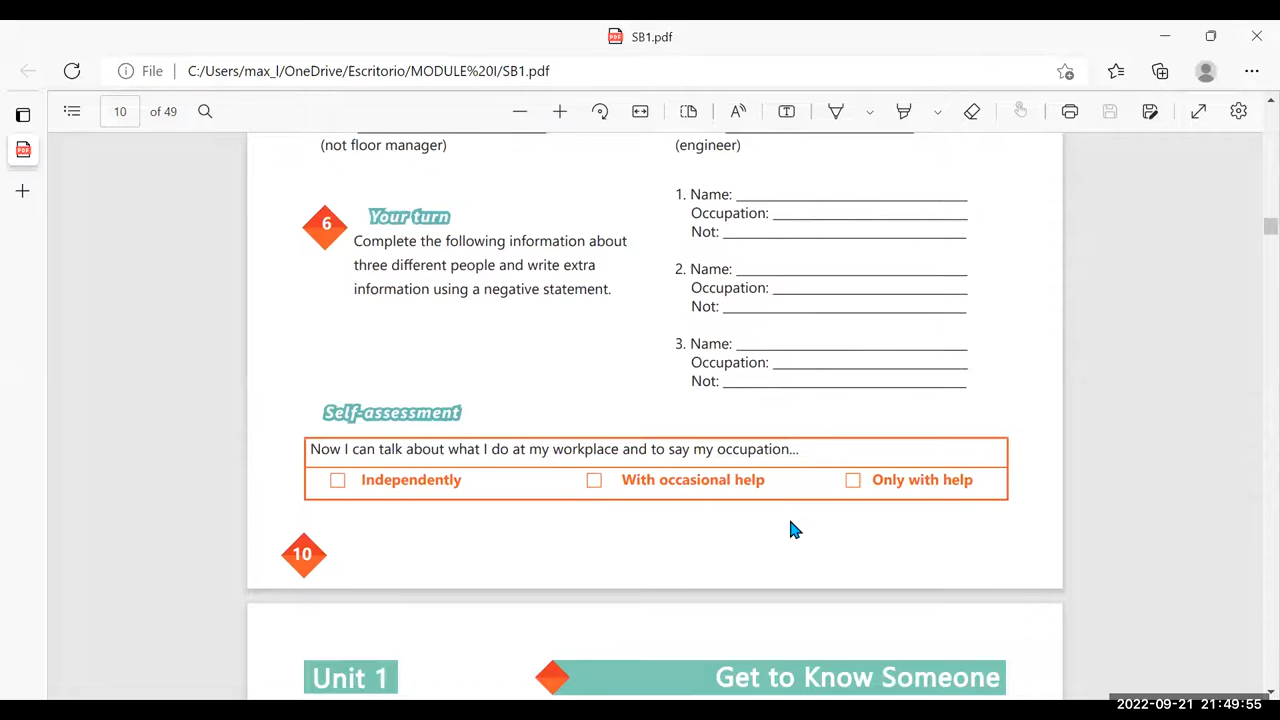 SB1.pdf
File
C:/Users/max_l/OneDrive/Escritorio/MODULE%20I/SB1.pdf
10 of 49
(not floor manager)
(engineer)
6
Your turn
Complete the following information about
three different people and write extra
information using a negative statement.
1. Name:
Occupation:
Not:
2. Name:
Occupation:
Not:
3. Name:
Occupation:
Not:
Self-assessment
Now I can talk about what I do at my workplace and to say my occupation...
Independently
With occasional help
Only with help
10
Unit 1
Get to Know Someone
2022-09-21 21:49:55